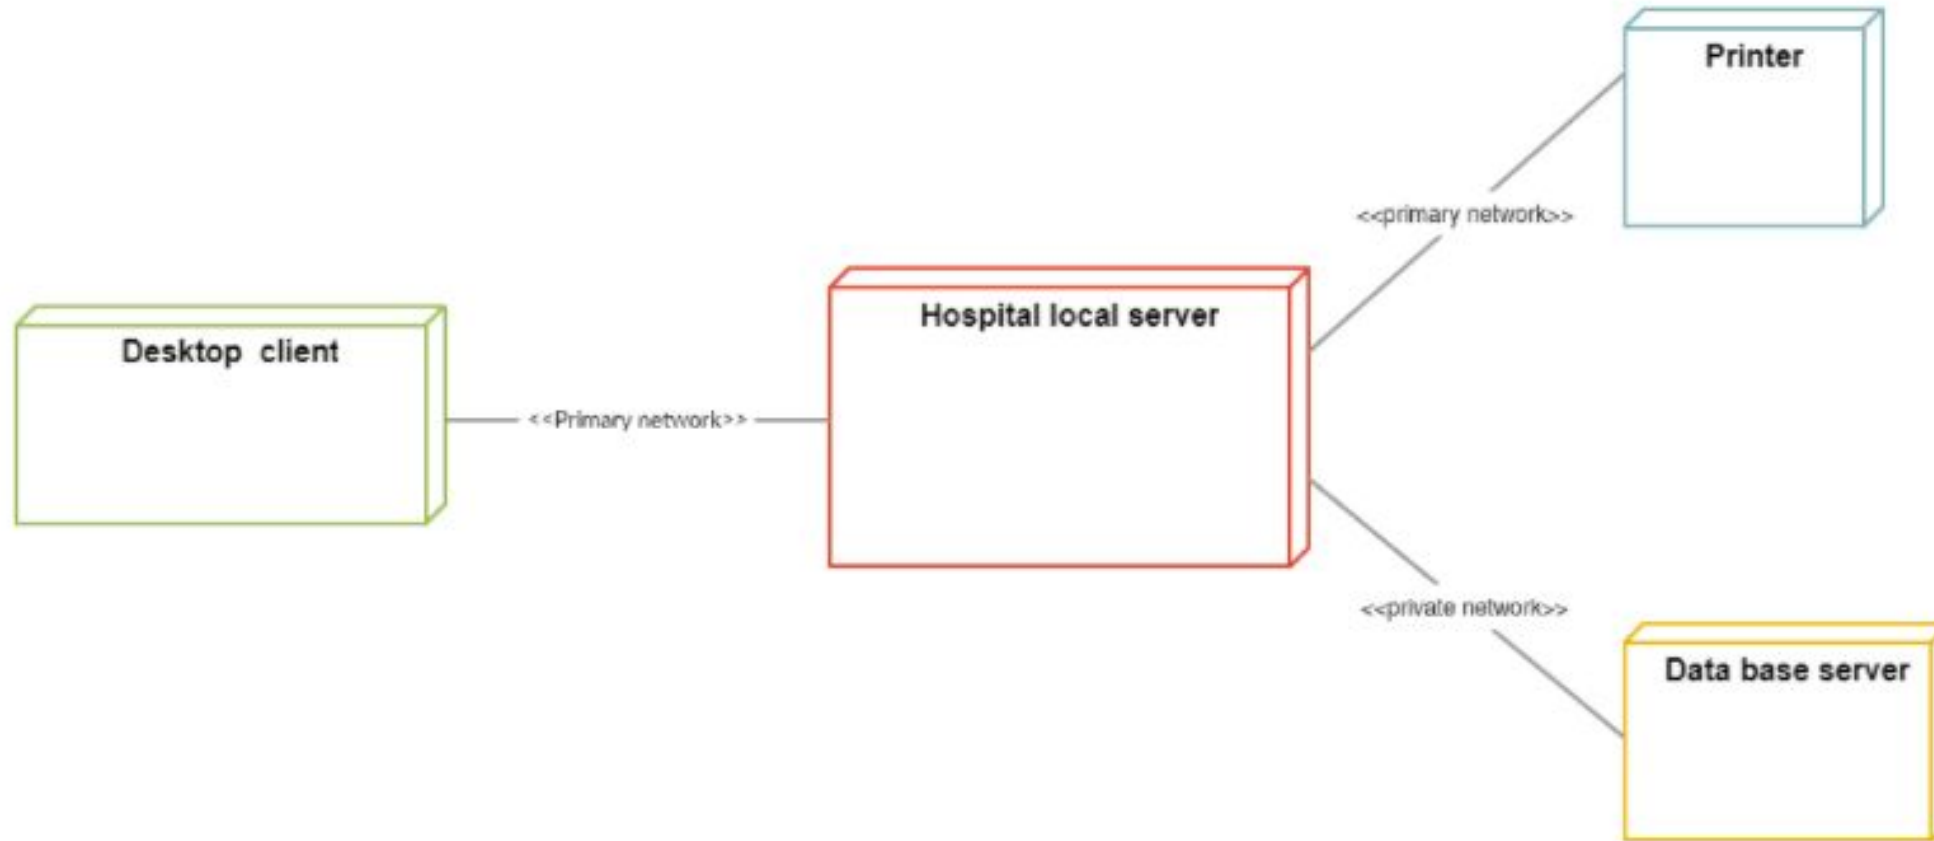 Printer
<<primary network>>
Hospital local server
Desktop  client
<<Primary network>>
<<private network>>
Data base server